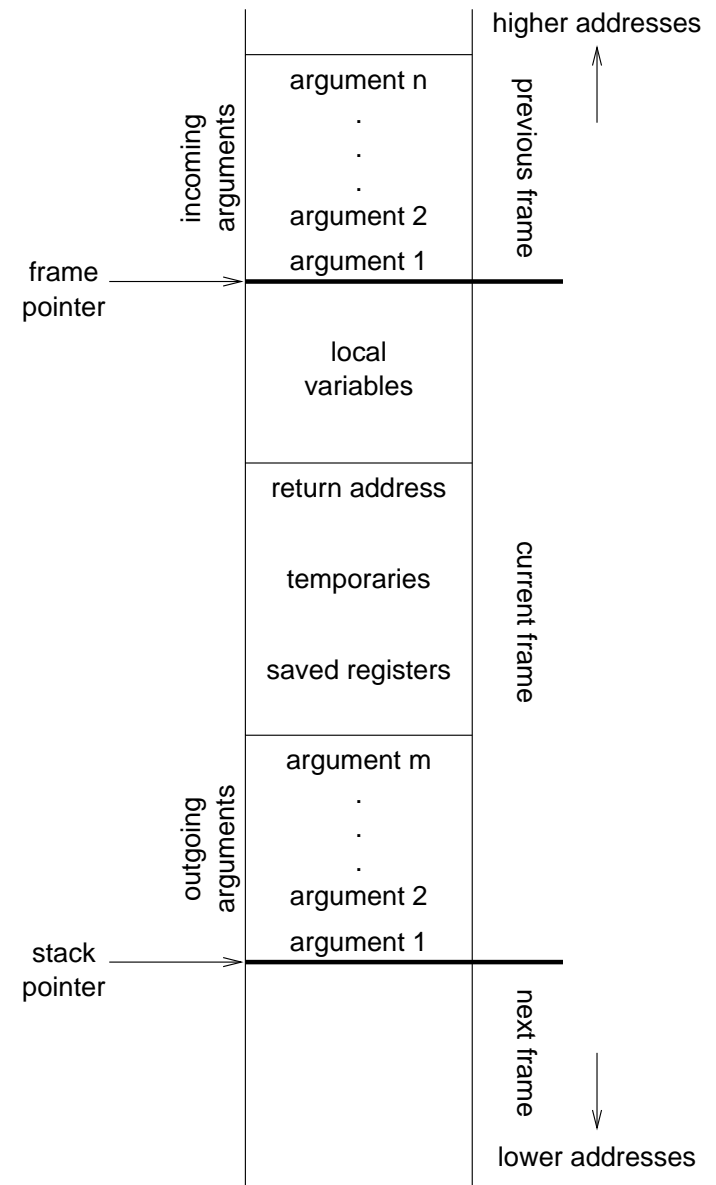 higher addresses
argument n
.
.
.
argument 2
argument 1
incoming
arguments
previous frame
frame
pointer
local
variables
return address
temporaries
saved registers
current frame
argument m
.
.
.
argument 2
argument 1
outgoing
arguments
stack
pointer
next frame
lower addresses